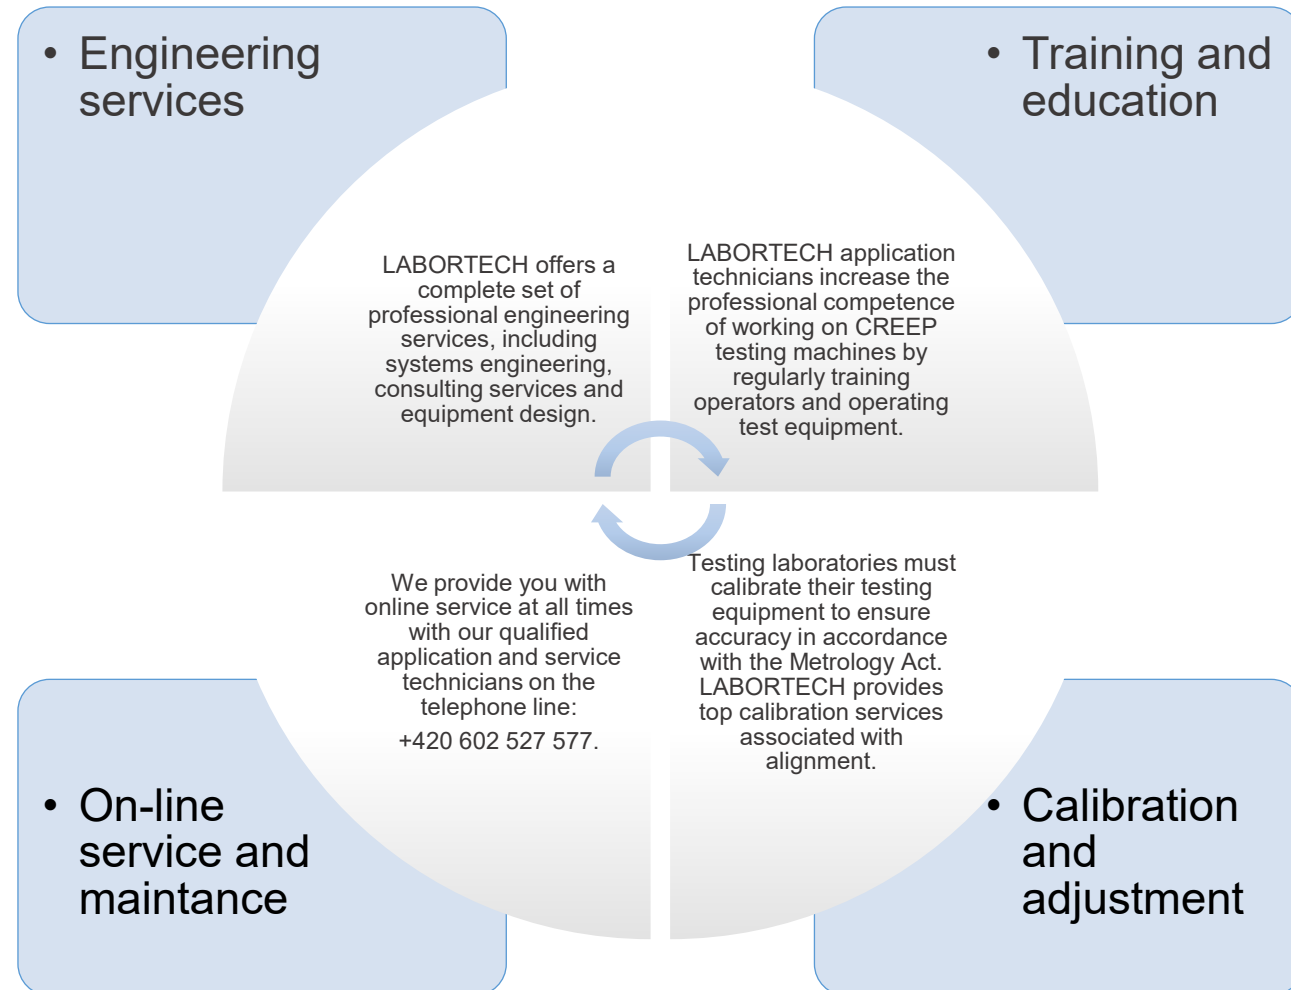 • Engineering
services
• Training and
education
LABORTECH offers a
complete set of
professional engineering
services, including
systems engineering,
consulting services and
equipment design.
LABORTECH application
technicians increase the
professional competence
of working on CREEP
testing machines by
regularly training
operators and operating
test equipment.
We provide you with
online service at all times
with our qualified
application and service
technicians on the
telephone line:
+420 602 527 577.
Testing laboratories must
calibrate their testing
equipment to ensure
accuracy in accordance
with the Metrology Act.
LABORTECH provides
top calibration services
associated with
alignment.
• On-line
service and
maintance
• Calibration
and
adjustment